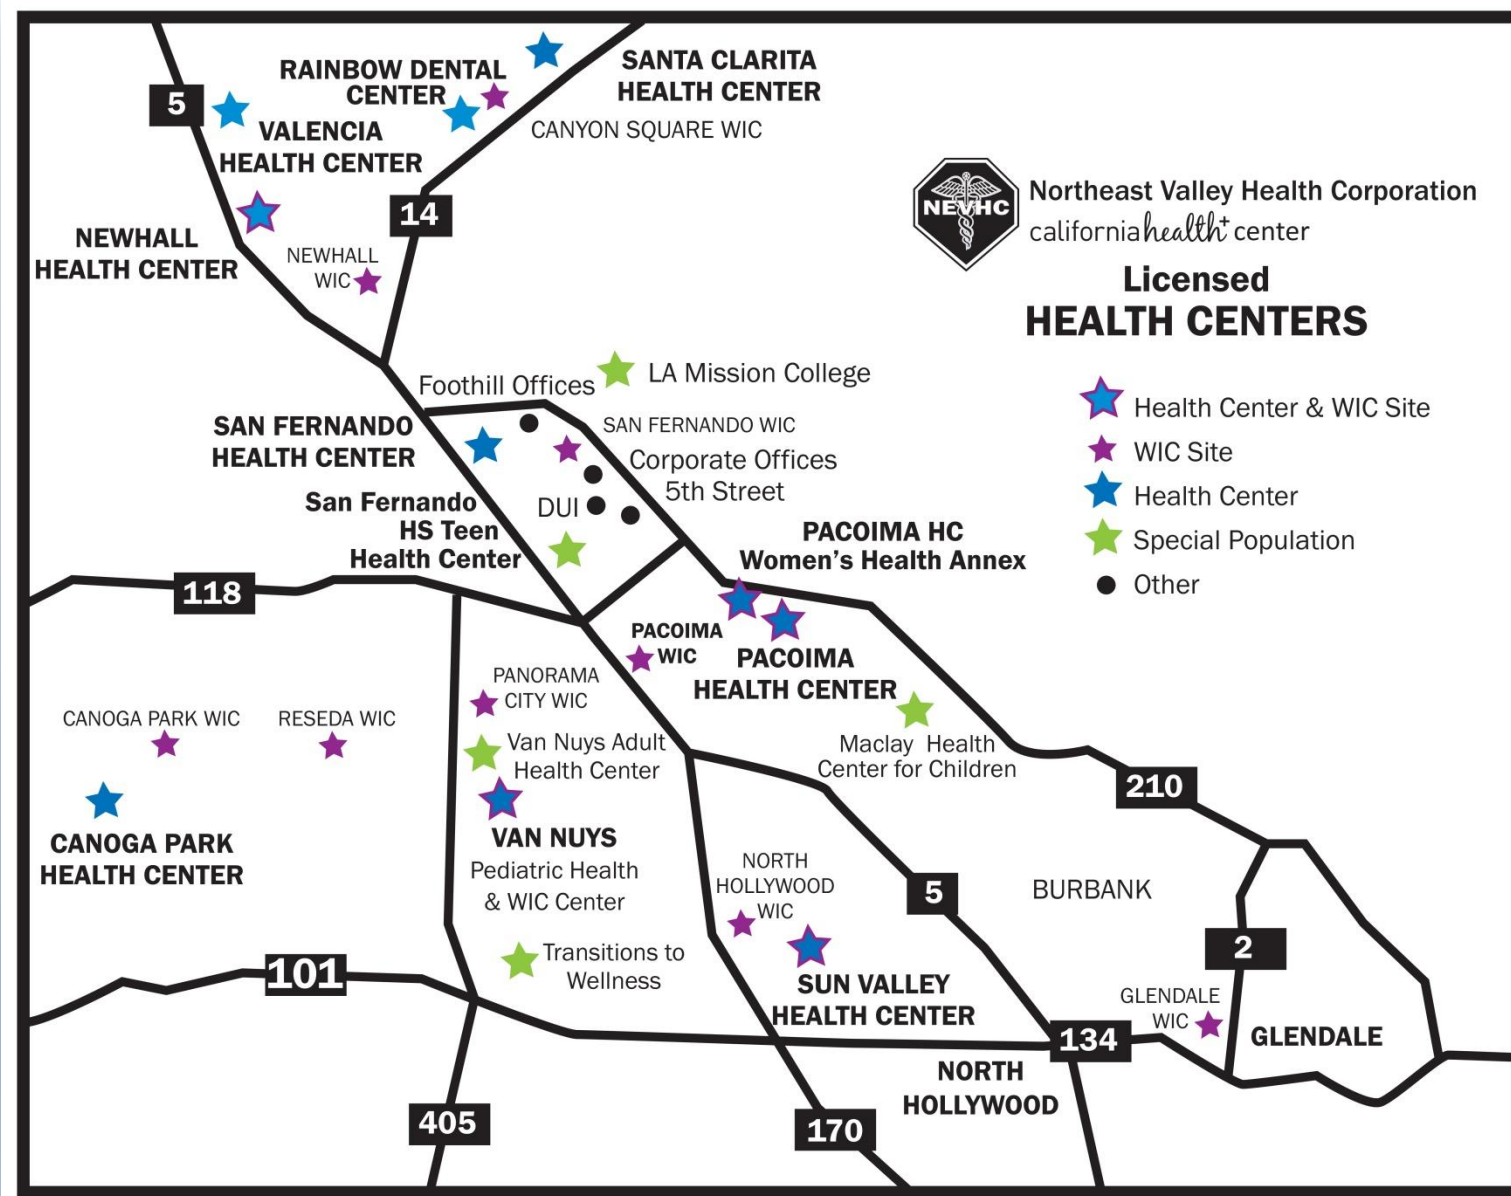 5
RAINBOW DENTAL
CENTER
SANTA CLARITA
HEALTH CENTER
CANYON SQUARE WIC
VALENCIA
HEALTH CENTER
14
NEWHALL
HEALTH CENTER
NEWHALL
WIC
NEVHC
Northeast Valley Health Corporation
california health+ center
Licensed
HEALTH CENTERS
Health Center & WIC Site
WIC Site
Health Center
Special Population
Other
Foothill Offices
LA Mission College
SAN FERNANDO
HEALTH CENTER
SAN FERNANDO WIC
Corporate Offices
5th Street
San Fernando
HS Teen
Health Center
DUI
PACOIMA HC
Women's Health Annex
118
PACOIMA
WIC
PACOIMA
HEALTH CENTER
PANORAMA
CITY WIC
CANOGA PARK WIC
RESEDA WIC
Van Nuys Adult
Health Center
Maclay Health
Center for Children
210
CANOGA PARK
HEALTH CENTER
VAN NUYS
Pediatric Health
& WIC Center
NORTH
HOLLYWOOD
WIC
5
BURBANK
2
Transitions to
Wellness
101
SUN VALLEY
HEALTH CENTER
GLENDALE
WIC
GLENDALE
134
NORTH
HOLLYWOOD
405
170